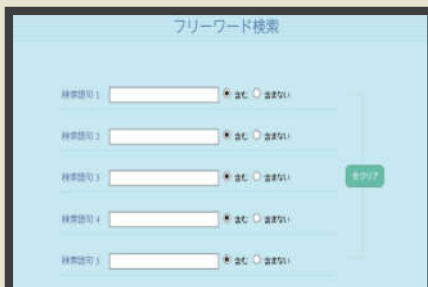 フリーワード検索
検索語句 1 含む 含まない
検索語句 2 含む 含まない
検索語句 3 含む 含まない
全クリア
検索語句 4 含む 含まない
検索語句 5 含む 含まない